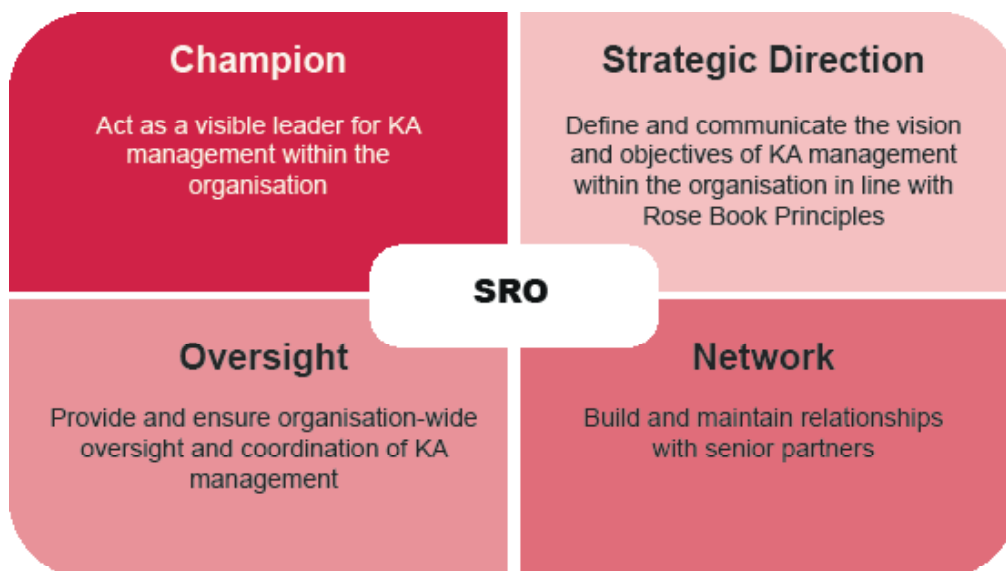 Champion
Act as a visible leader for KA
management within the
organisation
Strategic Direction
Define and communicate the vision
and objectives of KA management
within the organisation in line with
Rose Book Principles
SRO
Oversight
Provide and ensure organisation-wide
oversight and coordination of KA
management
Network
Build and maintain relationships
with senior partners